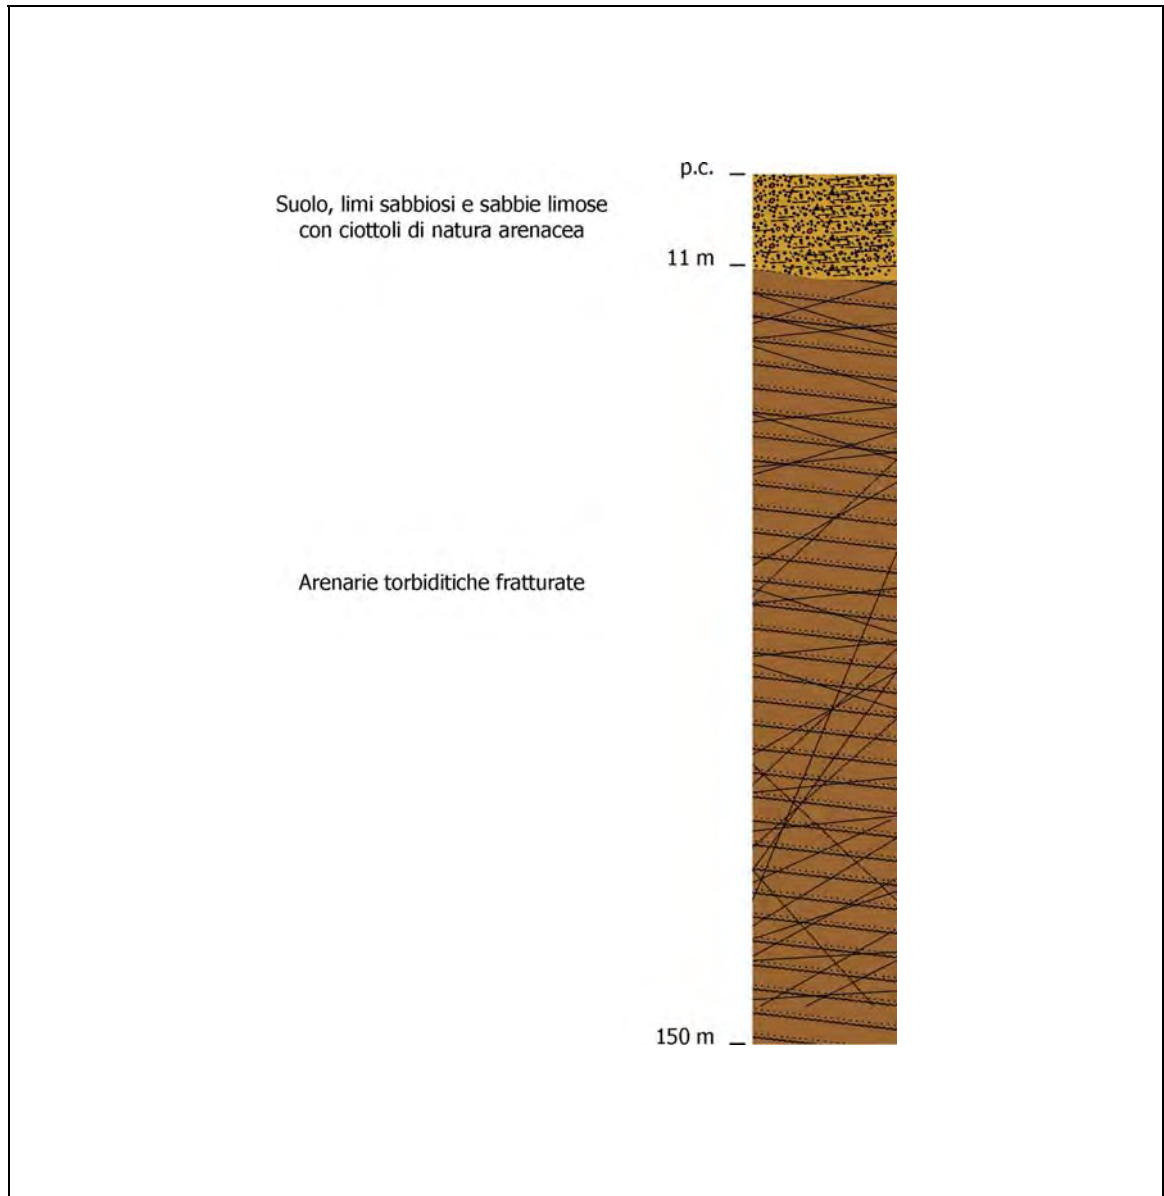 p.c.
Suolo, limi sabbiosi e sabbie limose
con ciottoli di natura arenacea
11 m
Arenarie torbiditiche fratturate
150 m